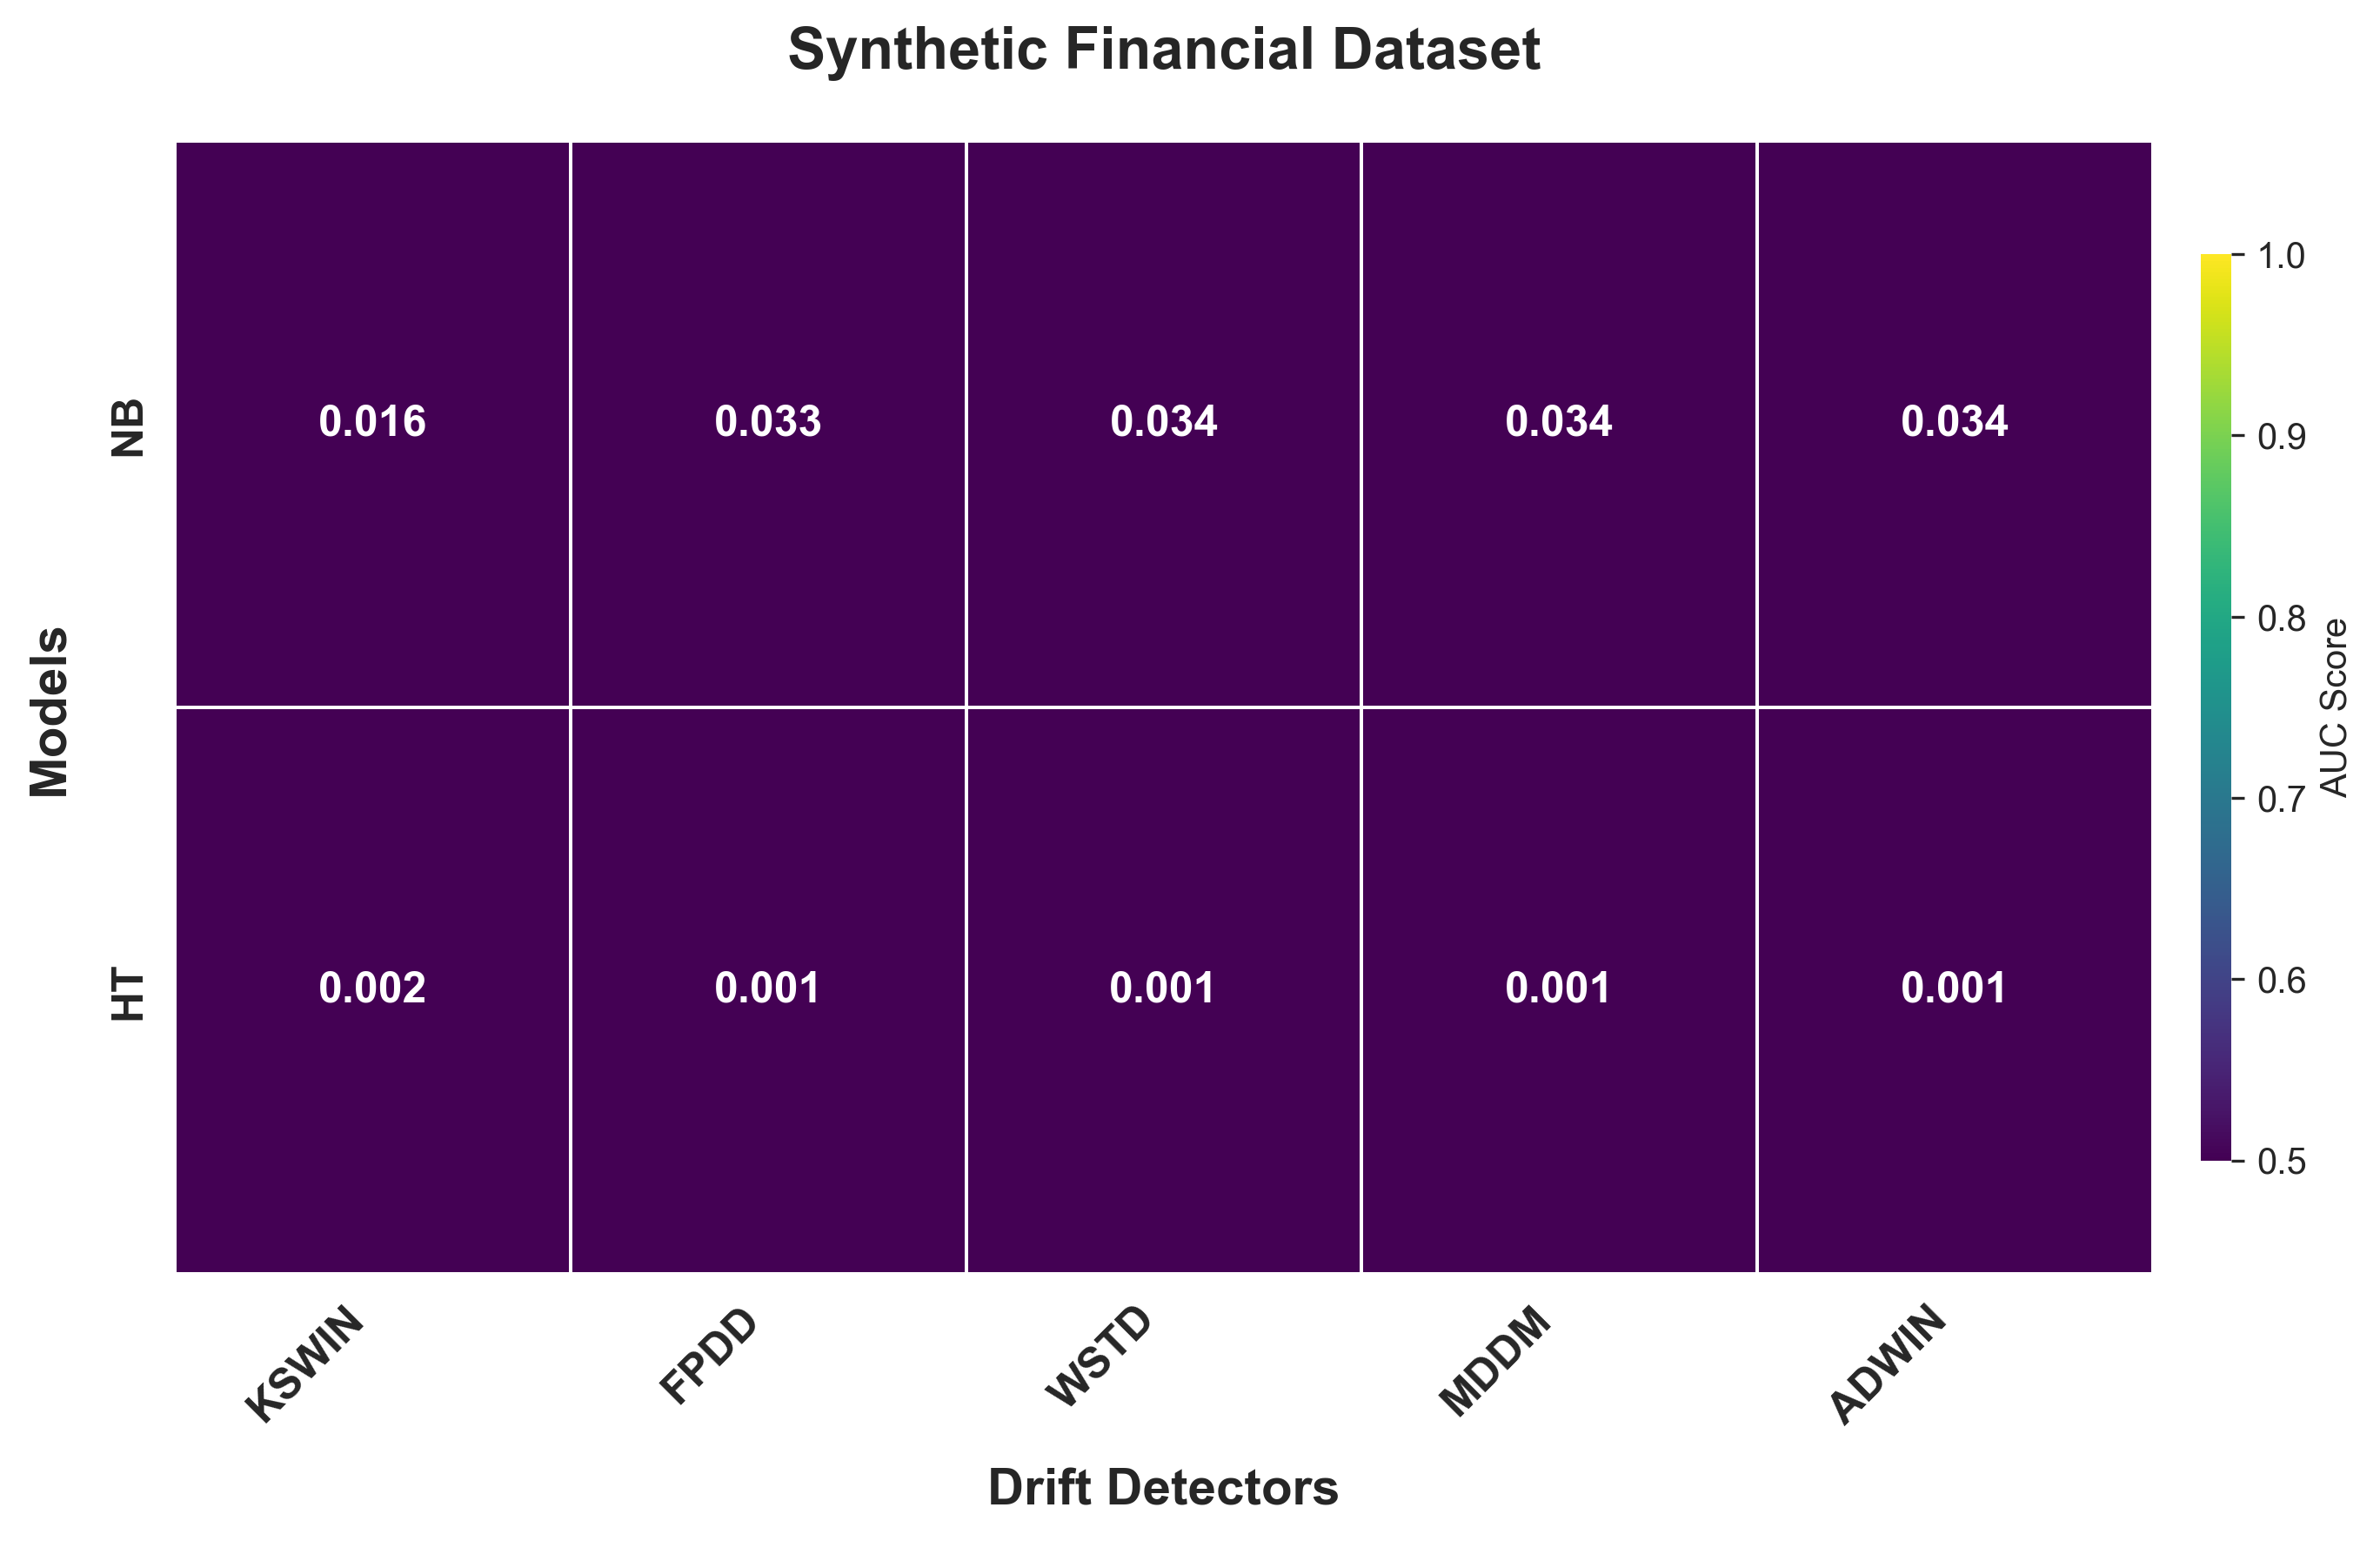 Synthetic Financial Dataset
Models
NB
0.016 0.033 0.034 0.034 0.034
HT
0.002 0.001 0.001 0.001 0.001
KSWIN FPDD WSTD MDDM ADWIN
Drift Detectors
1.0
0.9
0.8
0.7
0.6
0.5
AUC Score